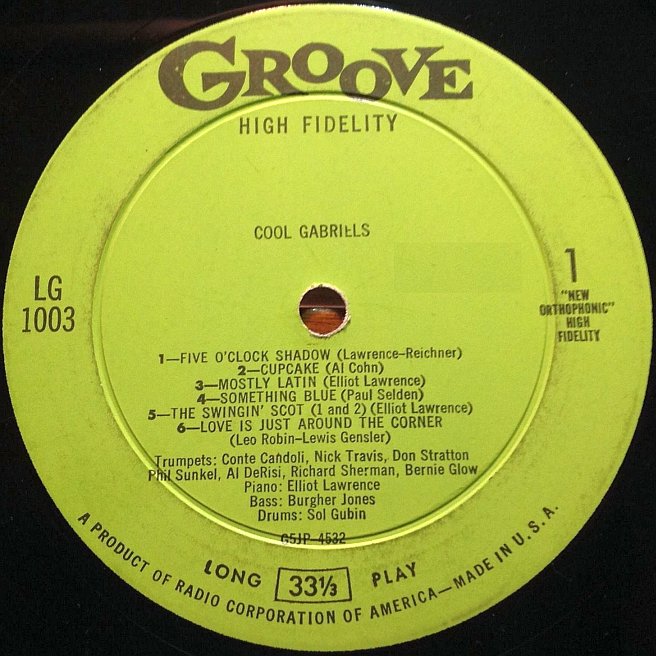 GROOVE
HIGH FIDELITY
COOL GABRIELS
LG
1003
1
"NEW
ORTHOPHONIC"
HIGH
FIDELITY
1—FIVE O'CLOCK SHADOW (Lawrence-Reichner)
2—CUPCAKE (Al Cohn)
3—MOSTLY LATIN (Elliot Lawrence)
4—SOMETHING BLUE (Paul Selden)
5—THE SWINGIN' SCOT (1 and 2) (Elliot Lawrence)
6—LOVE IS JUST AROUND THE CORNER
(Leo Robin-Lewis Gensler)
Trumpets: Conte Candoli, Nick Travis, Don Stratton
Phil Sunkel, Al DeRisi, Richard Sherman, Bernie Glow
Piano: Elliot Lawrence
Bass: Burgher Jones
Drums: Sol Gubin
G5JP-4532
LONG 33⅓ PLAY
A PRODUCT OF RADIO CORPORATION OF AMERICA—MADE IN U.S.A.